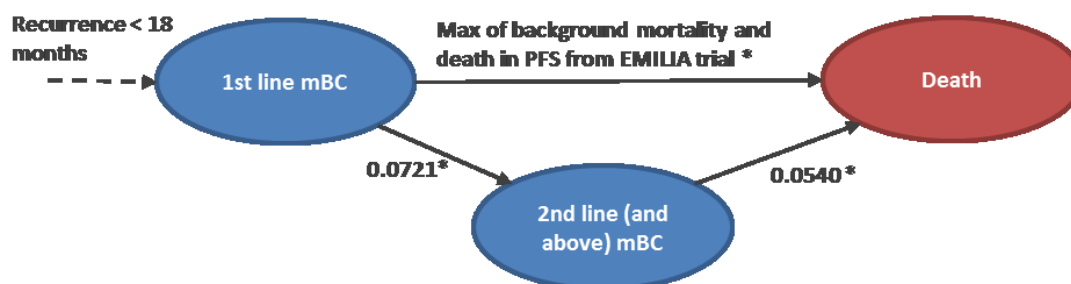 Recurrence < 18
months
Max of background mortality and
death in PFS from EMILIA trial *
1st line mBC
Death
0.0721*
0.0540 *
2nd line (and
above) mBC